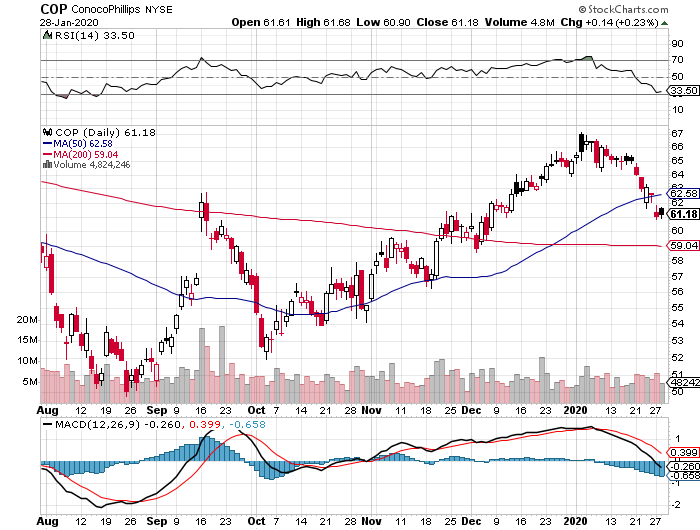 COP ConocoPhillips NYSE © StockCharts.com
28-Jan-2020 Open 61.61 High 61.68 Low 60.90 Close 61.18 Volume 4.8M Chg +0.14 (+0.23%)
RSI(14) 33.50
90
70
50
33.50
30
10
COP (Daily) 61.18
MA(50) 62.58
MA(200) 59.04
Volume 4,824,246
67
66
65
64
63
62.58
62
61.18
60
59.04
58
57
56
55
54
53
52
51
50
20M
15M
10M
5M
48242
Aug 12 19 26 Sep 9 16 23 Oct 7 14 21 28 Nov 11 18 25 Dec 9 16 23 2020 13 21 27
MACD(12,26,9) -0.260, 0.399, -0.658
1
0.399
-0.260
-0.658
-1
-2
Aug 12 19 26 Sep 9 16 23 Oct 7 14 21 28 Nov 11 18 25 Dec 9 16 23 2020 13 21 27